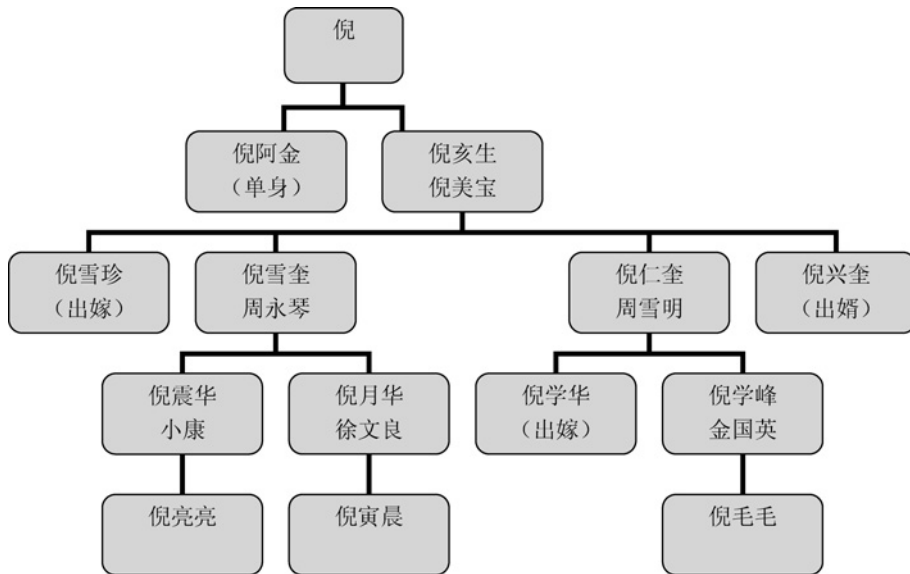 倪
倪阿金
（单身）
倪亥生
倪美宝
倪雪珍
（出嫁）
倪雪奎
周永琴
倪仁奎
周雪明
倪兴奎
（出婿）
倪震华
小康
倪月华
徐文良
倪学华
（出嫁）
倪学峰
金国英
倪亮亮
倪寅晨
倪毛毛